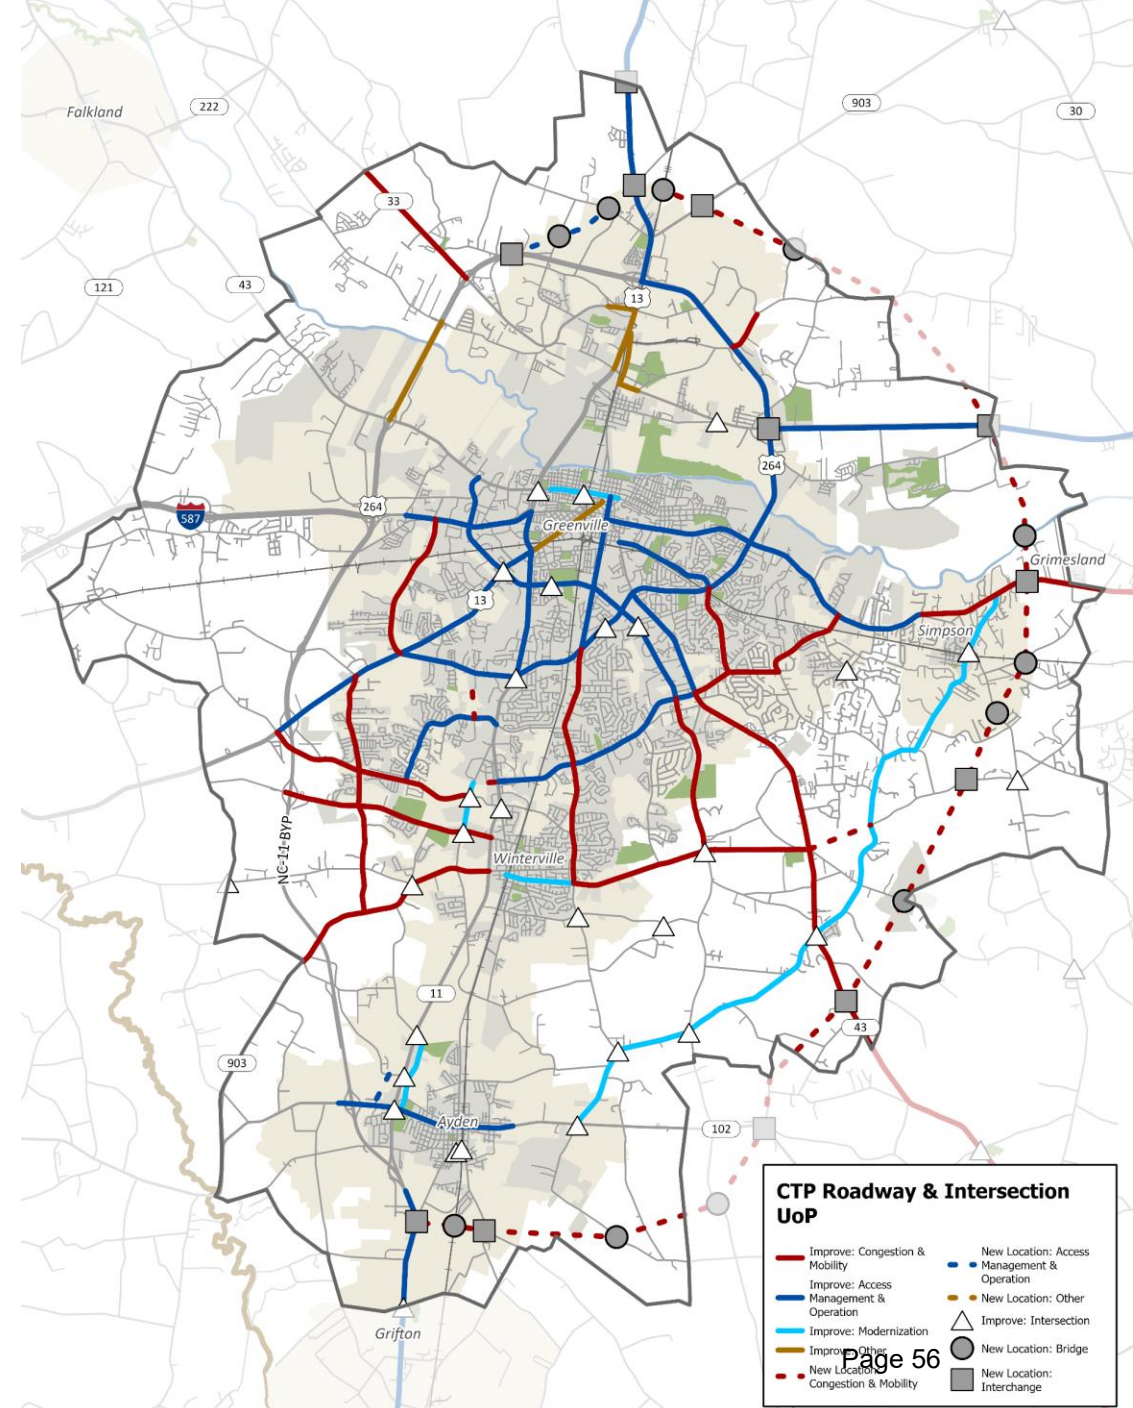 Falkland
222
903
30
33
121
43
13
264
587
264
Greenville
Grimesland
13
Simpson
NC-11-BYP
Winterville
11
43
903
Ayden
102
Grifton
CTP Roadway & Intersection
UoP
Improve: Congestion &
Mobility
Improve: Access
Management &
Operation
Improve: Modernization
Improve: Other
New Location:
Congestion & Mobility
New Location: Access
Management &
Operation
New Location: Other
Improve: Intersection
New Location: Bridge
New Location:
Interchange
Page 56